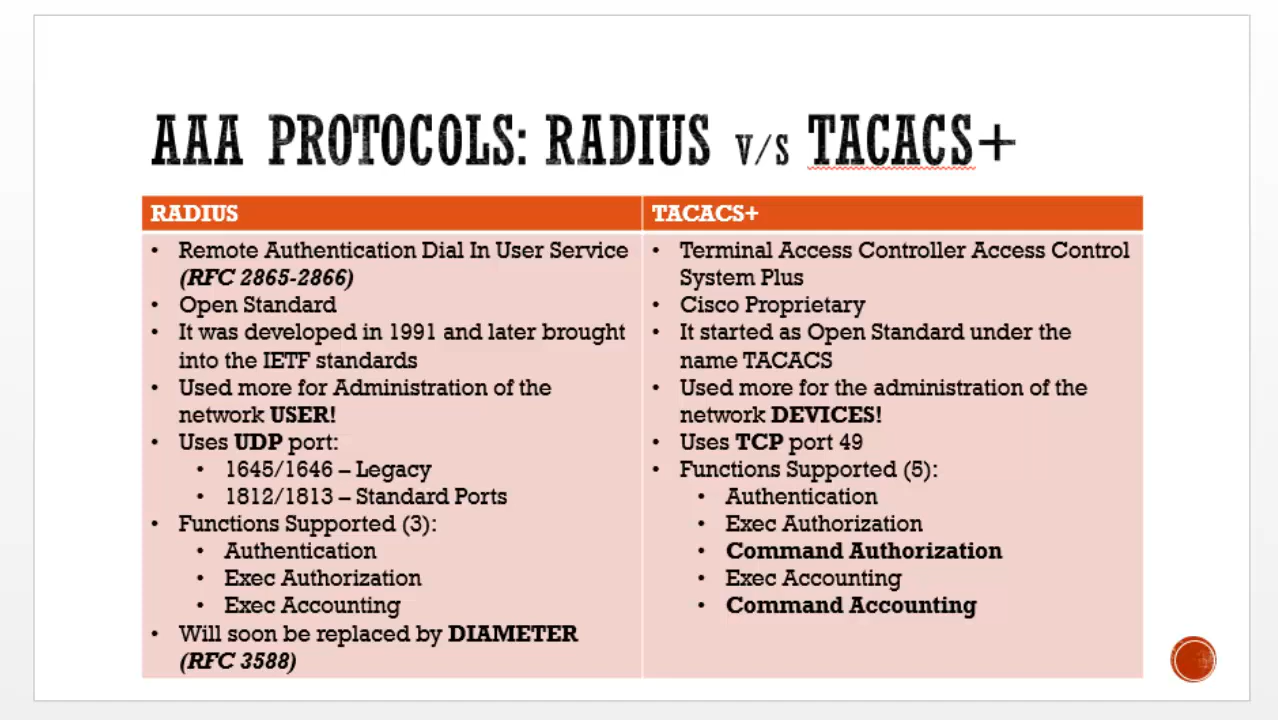 AAA PROTOCOLS: RADIUS V/S TACACS+
RADIUS
• Remote Authentication Dial In User Service
(RFC 2865-2866)
• Open Standard
• It was developed in 1991 and later brought
into the IETF standards
• Used more for Administration of the
network USER!
• Uses UDP port:
• 1645/1646 – Legacy
• 1812/1813 – Standard Ports
• Functions Supported (3):
• Authentication
• Exec Authorization
• Exec Accounting
• Will soon be replaced by DIAMETER
(RFC 3588)
TACACS+
• Terminal Access Controller Access Control
System Plus
• Cisco Proprietary
• It started as Open Standard under the
name TACACS
• Used more for the administration of the
network DEVICES!
• Uses TCP port 49
• Functions Supported (5):
• Authentication
• Exec Authorization
• Command Authorization
• Exec Accounting
• Command Accounting